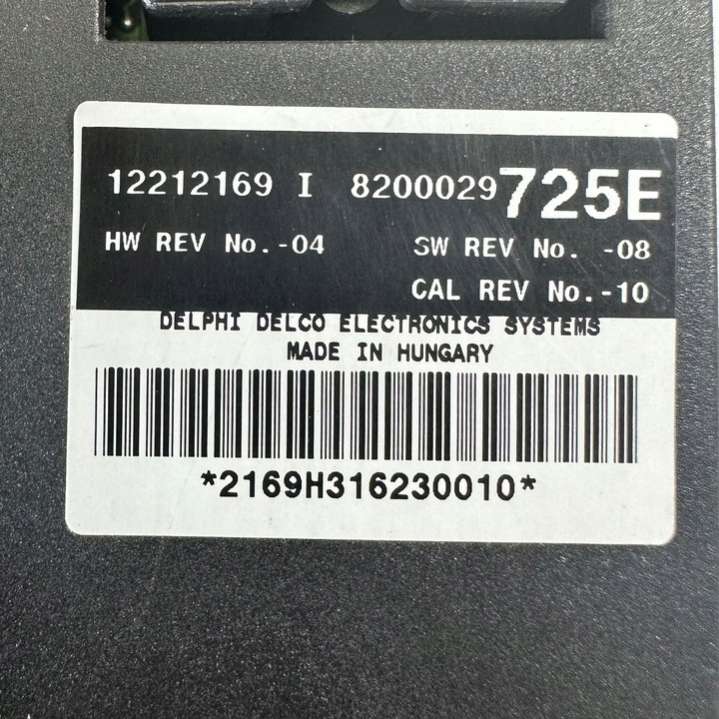 12212169 I 8200029725E
HW REV No.-04 SW REV No. -08
CAL REV No.-10
DELPHI DELCO ELECTRONICS SYSTEMS
MADE IN HUNGARY
*2169H316230010*